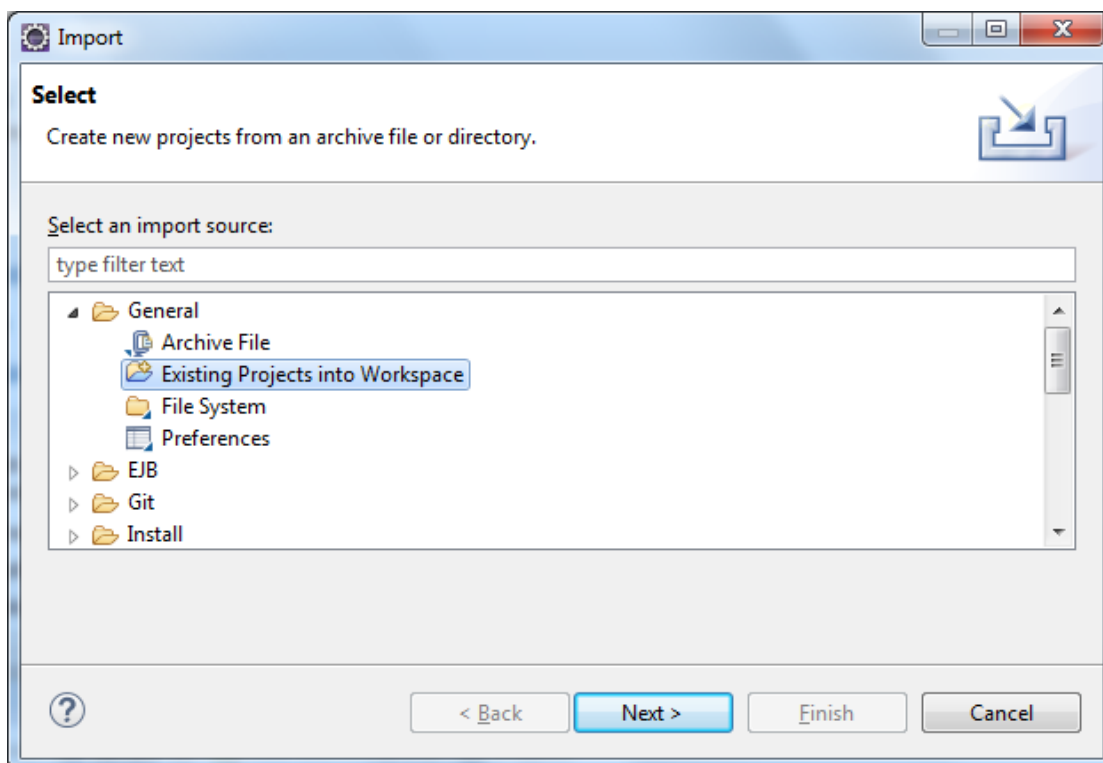 Import
Select
Create new projects from an archive file or directory.
Select an import source:
type filter text
General
Archive File
Existing Projects into Workspace
File System
Preferences
EJB
Git
Install
?
< Back
Next >
Finish
Cancel